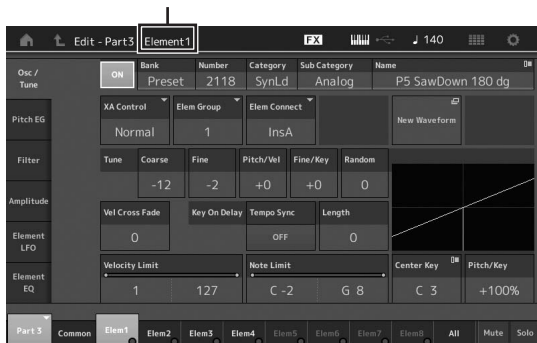 Edit - Part3 Element1 FX ♩ 140
Osc / Tune
Pitch EG
Filter
Amplitude
Element LFO
Element EQ
ON
Bank Preset
Number 2118
Category SynLd
Sub Category Analog
Name P5 SawDown 180 dg
XA Control Normal
Elem Group 1
Elem Connect InsA
New Waveform
Tune
Coarse -12
Fine -2
Pitch/Vel +0
Fine/Key +0
Random 0
Vel Cross Fade 0
Key On Delay
Tempo Sync OFF
Length 0
Velocity Limit 1 127
Note Limit C -2 G 8
Center Key C 3
Pitch/Key +100%
Part 3 Common Elem1 Elem2 Elem3 Elem4 Elem5 Elem6 Elem7 Elem8 All Mute Solo